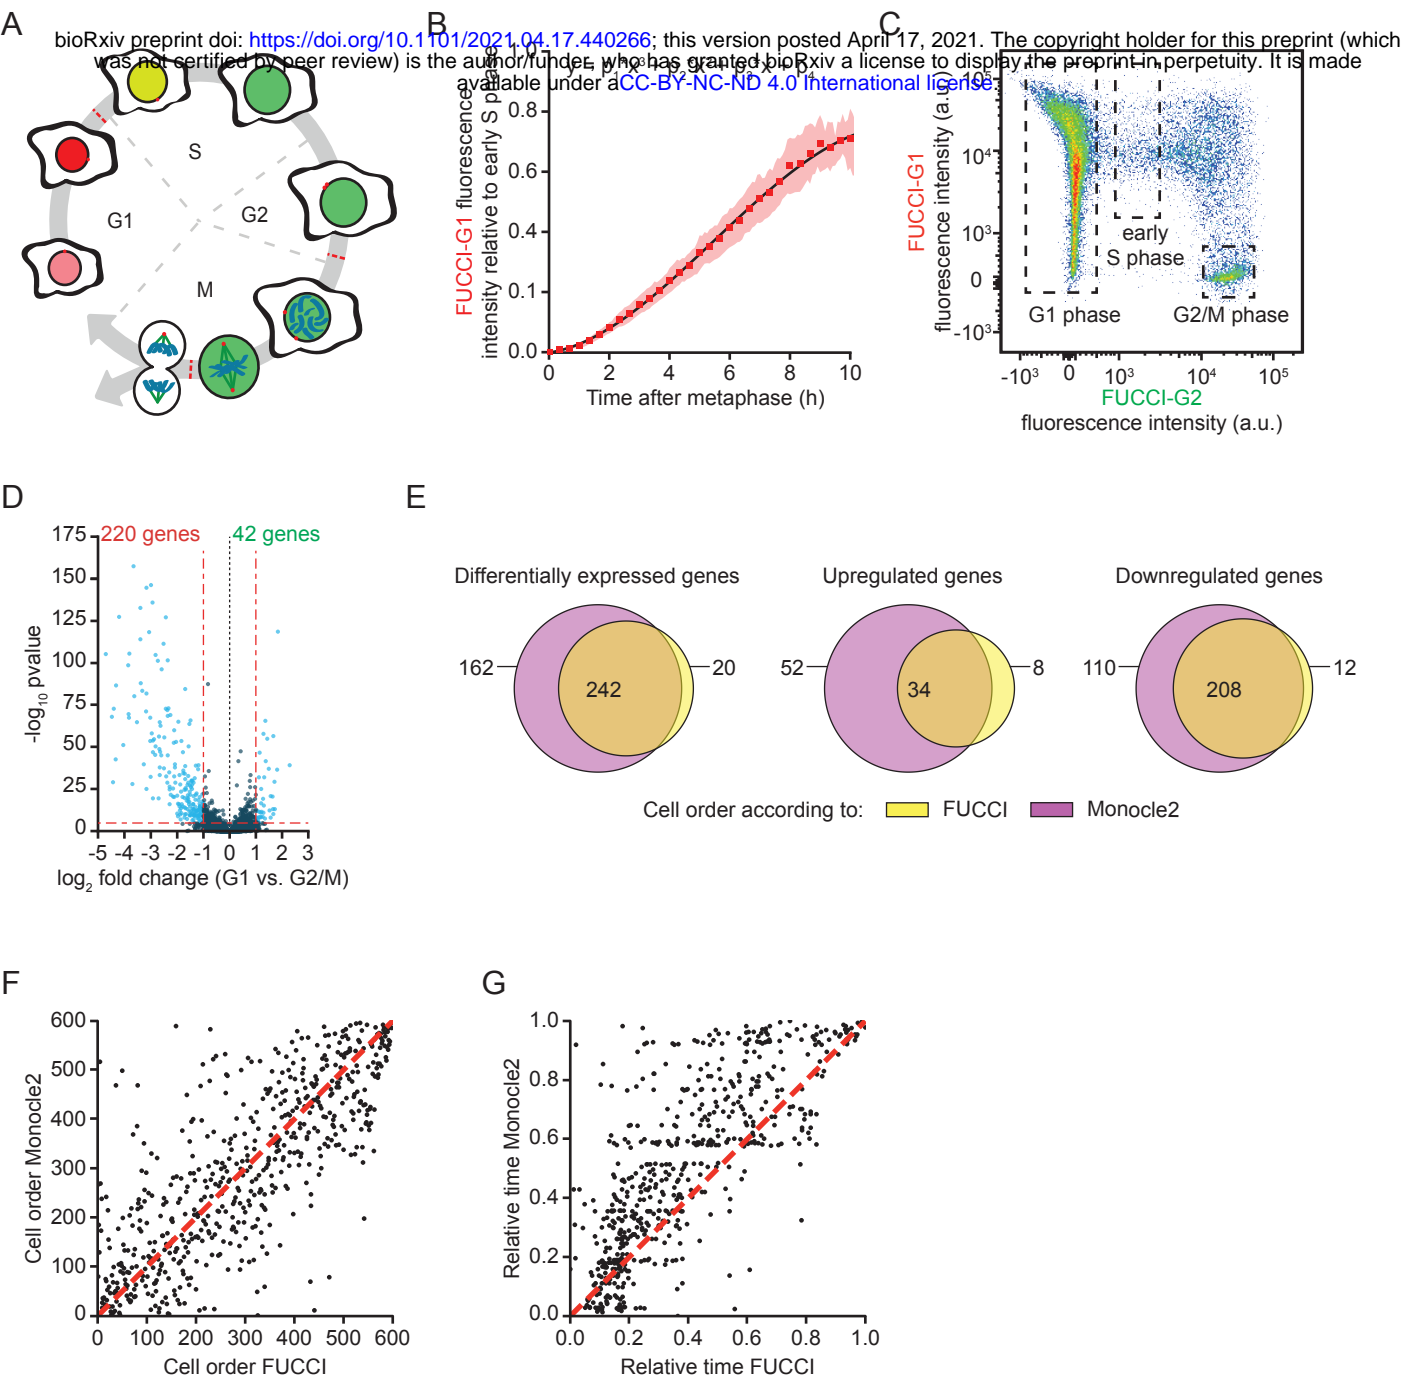 A
B
C
bioRxiv preprint doi: https://doi.org/10.1101/2021.04.17.440266; this version posted April 17, 2021. The copyright holder for this preprint (which
was not certified by peer review) is the author/funder, who has granted bioRxiv a license to display the preprint in perpetuity. It is made
available under aCC-BY-NC-ND 4.0 International license.
S
G1
G2
M
FUCCI-G1 fluorescence
intensity relative to early S phase
1.0
0.8
0.6
0.4
0.1
0.0
0 2 4 6 8 10
Time after metaphase (h)
FUCCI-G1
fluorescence intensity (a.u.)
10⁵
10⁴
10³
0
-10³
early
S phase
G1 phase
G2/M phase
-10³ 0 10³ 10⁴ 10⁵
FUCCI-G2
fluorescence intensity (a.u.)
D
220 genes
42 genes
-log₁₀ pvalue
175
150
125
100
75
50
25
0
-5 -4 -3 -2 -1 0 1 2 3
log₂ fold change (G1 vs. G2/M)
E
Differentially expressed genes
Upregulated genes
Downregulated genes
162 242 20
52 34 8
110 208 12
Cell order according to: FUCCI Monocle2
F
Cell order Monocle2
600
500
400
300
200
100
0
0 100 200 300 400 500 600
Cell order FUCCI
G
Relative time Monocle2
1.0
0.8
0.6
0.4
0.2
0.0
0.0 0.2 0.4 0.6 0.8 1.0
Relative time FUCCI